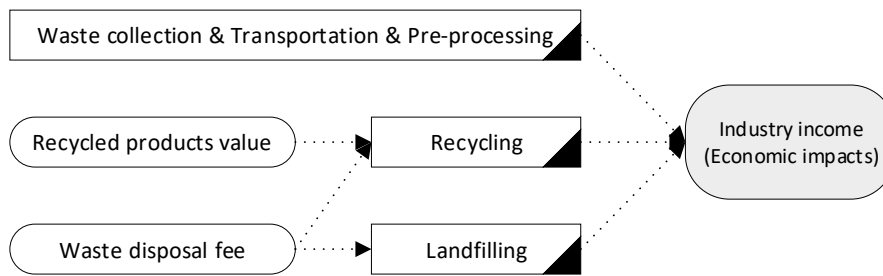 Waste collection & Transportation & Pre-processing
Recycled products value
Recycling
Industry income
(Economic impacts)
Waste disposal fee
Landfilling